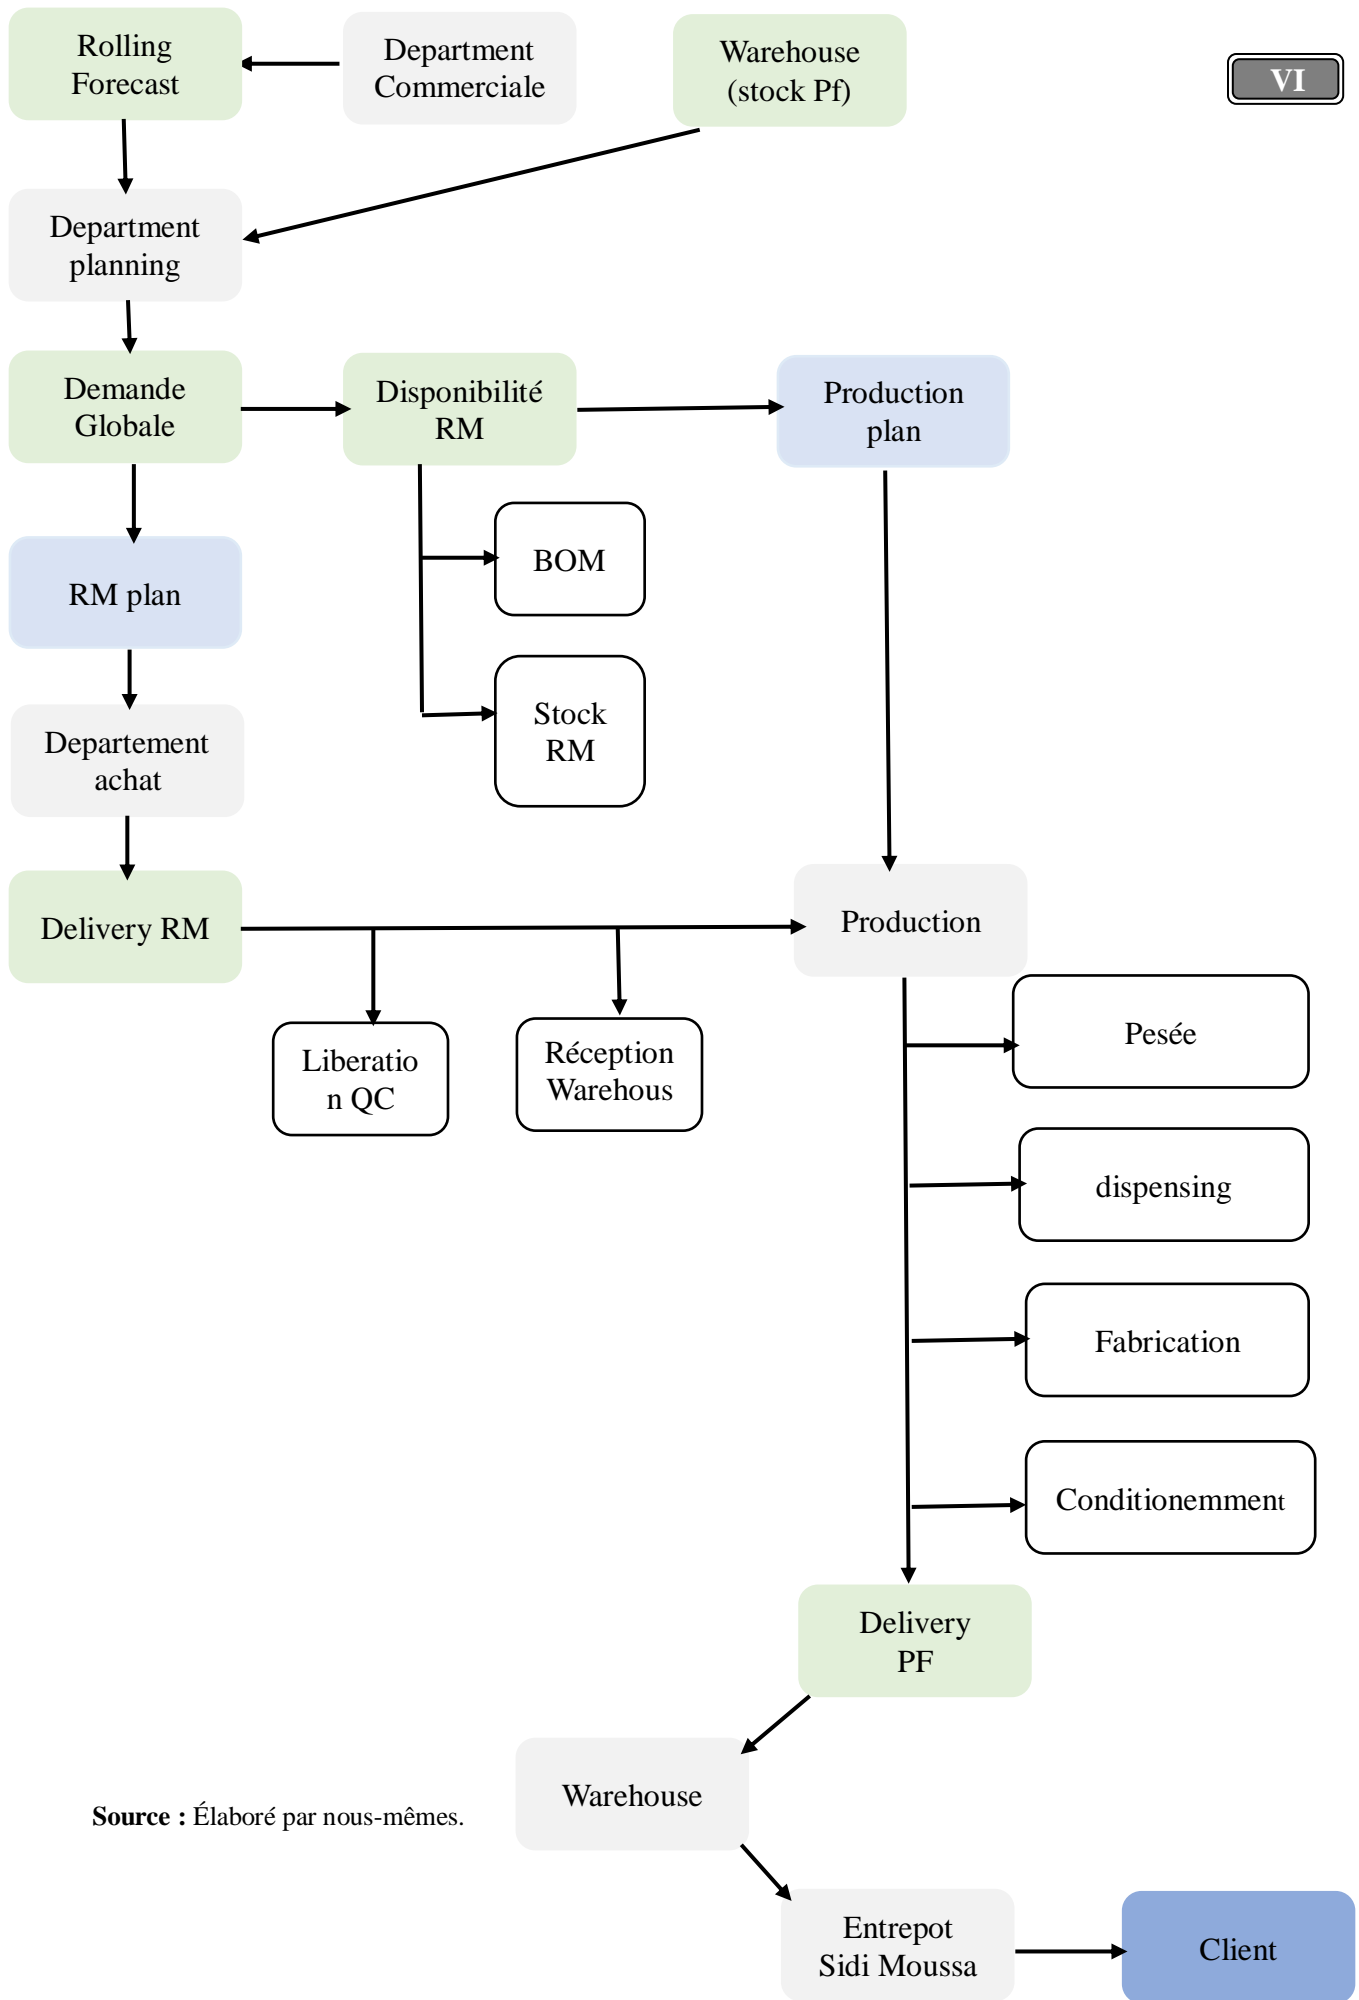 Rolling
Forecast
Department
Commerciale
Warehouse
(stock Pf)
VI
Department
planning
Demande
Globale
Disponibilité
RM
Production
plan
BOM
RM plan
Stock
RM
Departement
achat
Delivery RM
Production
Liberatio
n QC
Réception
Warehous
Pesée
dispensing
Fabrication
Conditionemment
Delivery
PF
Warehouse
Source : Élaboré par nous-mêmes.
Entrepot
Sidi Moussa
Client